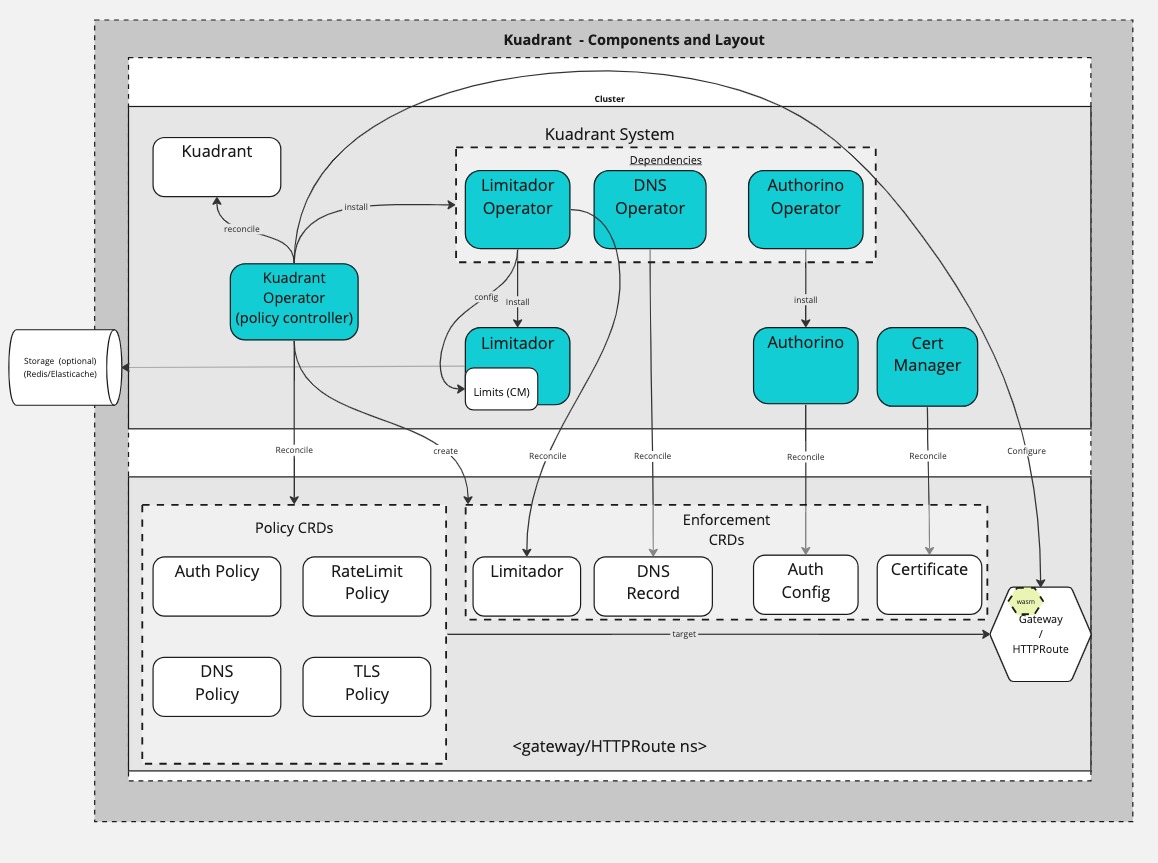 Kuadrant - Components and Layout
Cluster
Kuadrant System
Kuadrant
Dependencies
Limitador
Operator
DNS
Operator
Authorino
Operator
install
reconcile
Kuadrant
Operator
(policy controller)
config
Install
install
Storage (optional)
(Redis/Elasticache)
Limitador
Limits (CM)
Authorino
Cert
Manager
Reconcile
create
Reconcile
Reconcile
Reconcile
Reconcile
Configure
Policy CRDs
Enforcement
CRDs
Auth Policy
RateLimit
Policy
Limitador
DNS
Record
Auth
Config
Certificate
wasm
Gateway
/
HTTPRoute
target
DNS
Policy
TLS
Policy
<gateway/HTTPRoute ns>